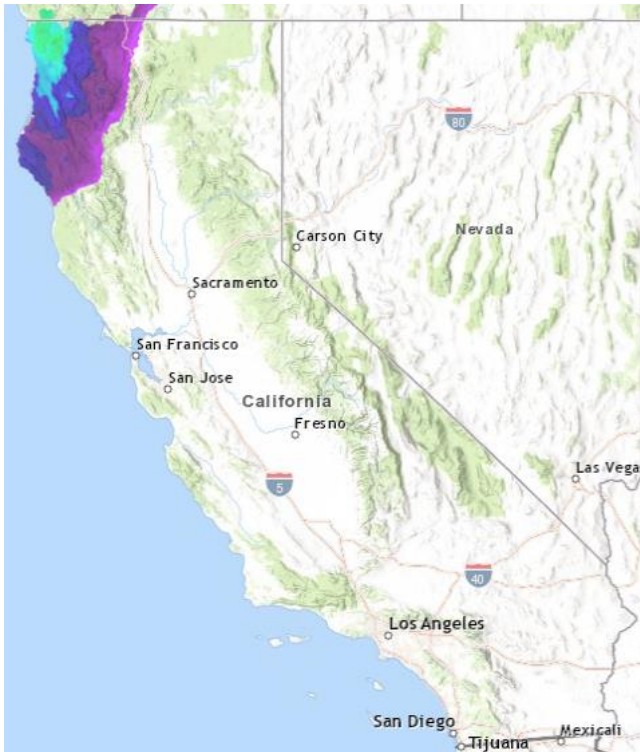 80
Nevada
Carson City
Sacramento
San Francisco
San Jose
California
Fresno
Las Vega
5
40
Los Angeles
San Diego
Mexicali
Tijuana